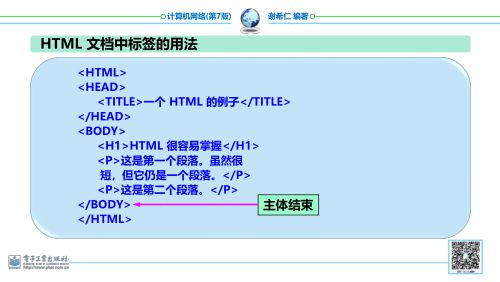 计算机网络(第7版)
谢希仁 编著
HTML 文档中标签的用法
<HTML>
<HEAD>
<TITLE>一个 HTML 的例子</TITLE>
</HEAD>
<BODY>
<H1>HTML 很容易掌握</H1>
<P>这是第一个段落。虽然很
短，但它仍是一个段落。</P>
<P>这是第二个段落。</P>
</BODY>
主体结束
</HTML>
电子工业出版社
http://www.phei.com.cn